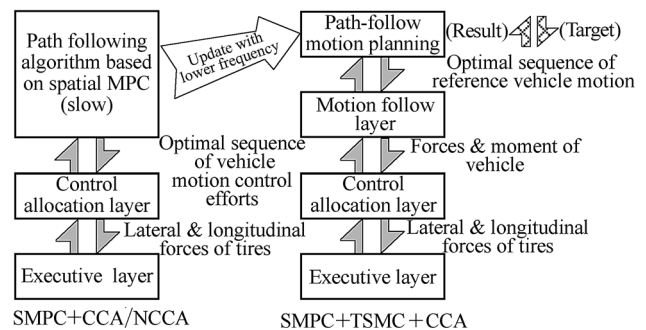 Path following
algorithm based
on spatial MPC
(slow)
Update with
lower frequency
Path-follow
motion planning
(Result)
(Target)
Optimal sequence of
reference vehicle motion
Motion follow
layer
Optimal sequence
of vehicle
motion control
efforts
Forces & moment of
vehicle
Control
allocation layer
Control
allocation layer
Lateral & longitudinal
forces of tires
Lateral & longitudinal
forces of tires
Executive layer
Executive layer
SMPC+CCA/NCCA
SMPC+TSMC+CCA